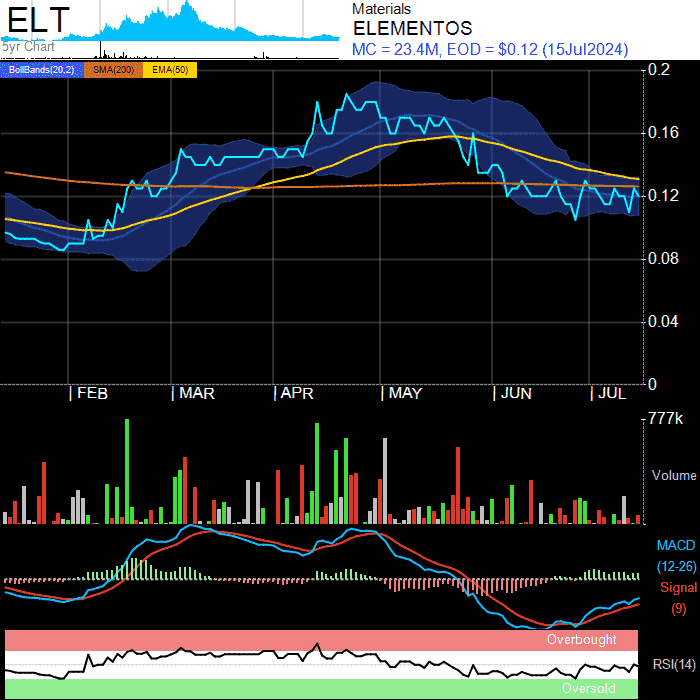 ELT
5yr Chart
Materials
ELEMENTOS
MC = 23.4M, EOD = $0.12 (15Jul2024)
BollBands(20,2) SMA(200) EMA(50)
0.2
0.16
0.12
0.08
0.04
0
| FEB | MAR | APR | MAY | JUN | JUL
777k
Volume
MACD
(12-26)
Signal
(9)
Overbought
RSI(14)
Oversold